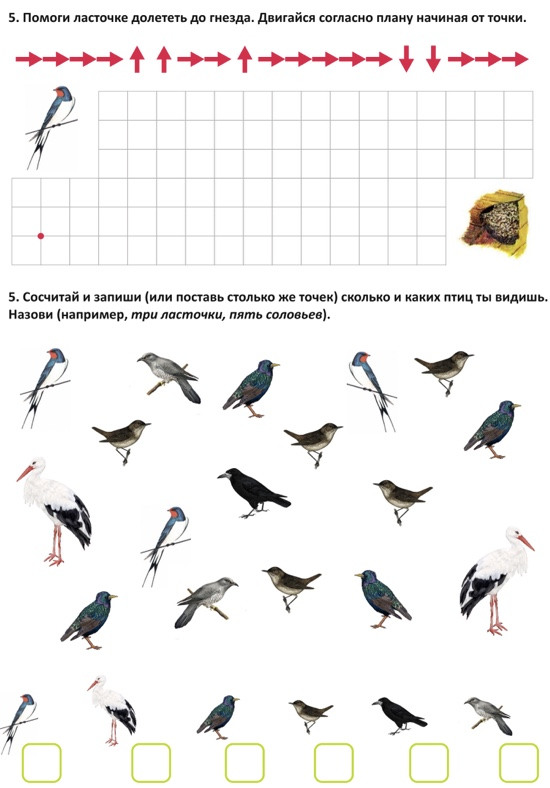 5. Помоги ласточке долететь до гнезда. Двигайся согласно плану начиная от точки.
5. Сосчитай и запиши (или поставь столько же точек) сколько и каких птиц ты видишь.
Назови (например, три ласточки, пять соловьев).